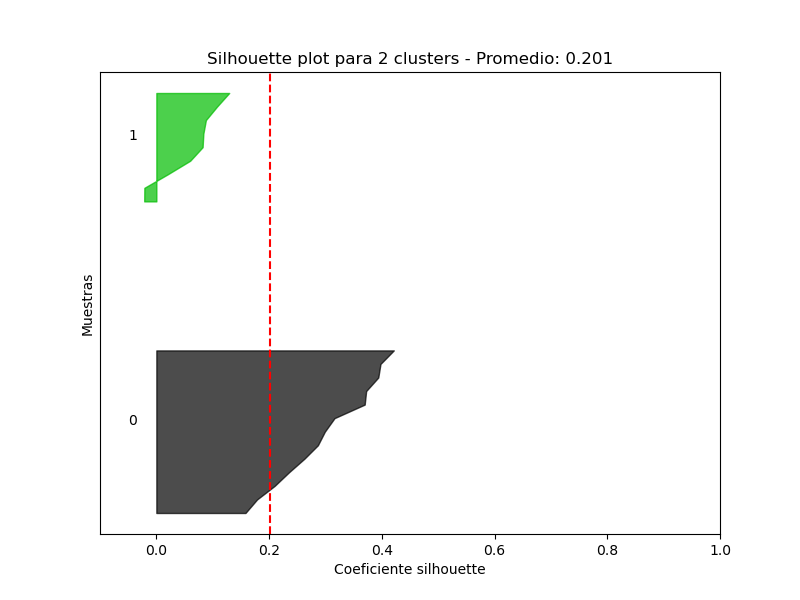 Silhouette plot para 2 clusters - Promedio: 0.201
1
0
Muestras
0.0 0.2 0.4 0.6 0.8 1.0
Coeficiente silhouette